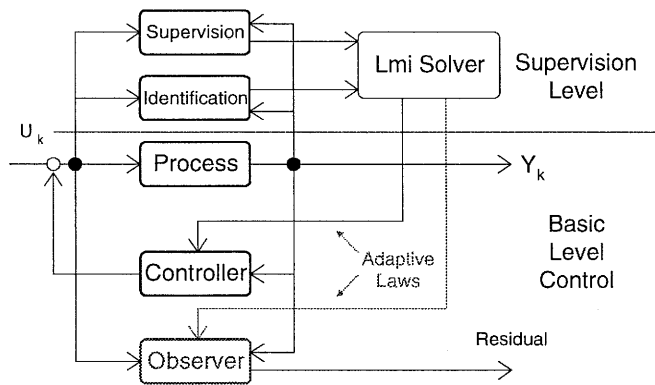 Supervision
Lmi Solver
Supervision
Level
Identification
U k
Process
Y k
Basic
Level
Control
Adaptive
Laws
Controller
Residual
Observer